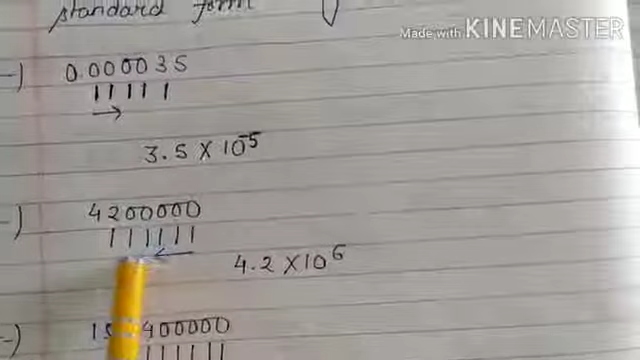 standard form
Made with KINEMASTER
-) 0.000035
3.5 × 10⁻⁵
-) 4200000
4.2 × 10⁶
-) 400000